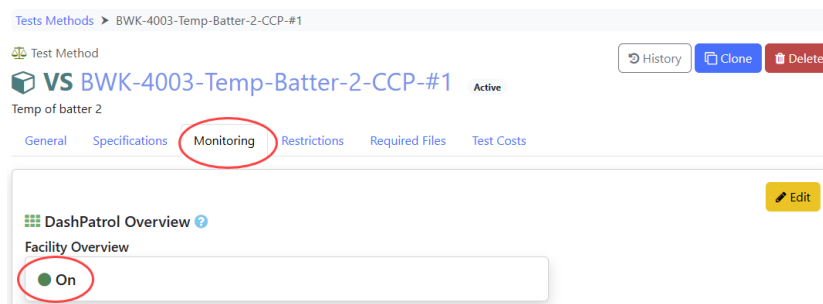 Tests Methods > BWK-4003-Temp-Batter-2-CCP-#1
Test Method
History Clone Delete
VS BWK-4003-Temp-Batter-2-CCP-#1 Active
Temp of batter 2
General Specifications Monitoring Restrictions Required Files Test Costs
Edit
DashPatrol Overview ?
Facility Overview
On